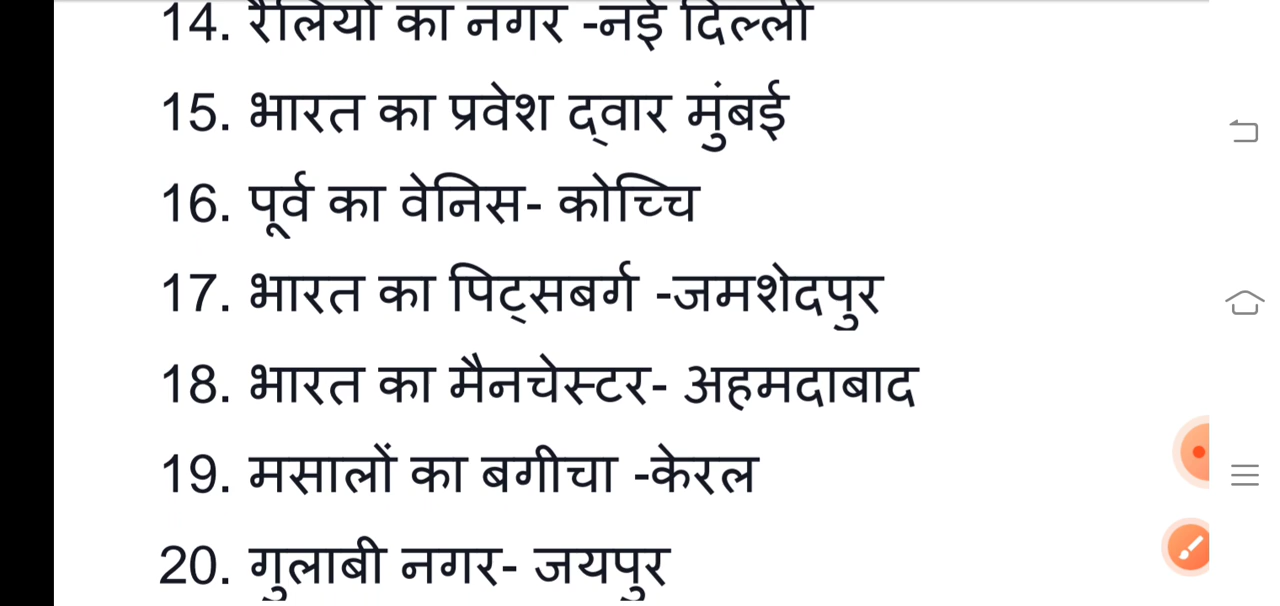 14. रैलियों का नगर -नई दिल्ली
15. भारत का प्रवेश द्वार मुंबई
16. पूर्व का वेनिस- कोच्चि
17. भारत का पिट्सबर्ग -जमशेदपुर
18. भारत का मैनचेस्टर- अहमदाबाद
19. मसालों का बगीचा -केरल
20. गुलाबी नगर- जयपुर